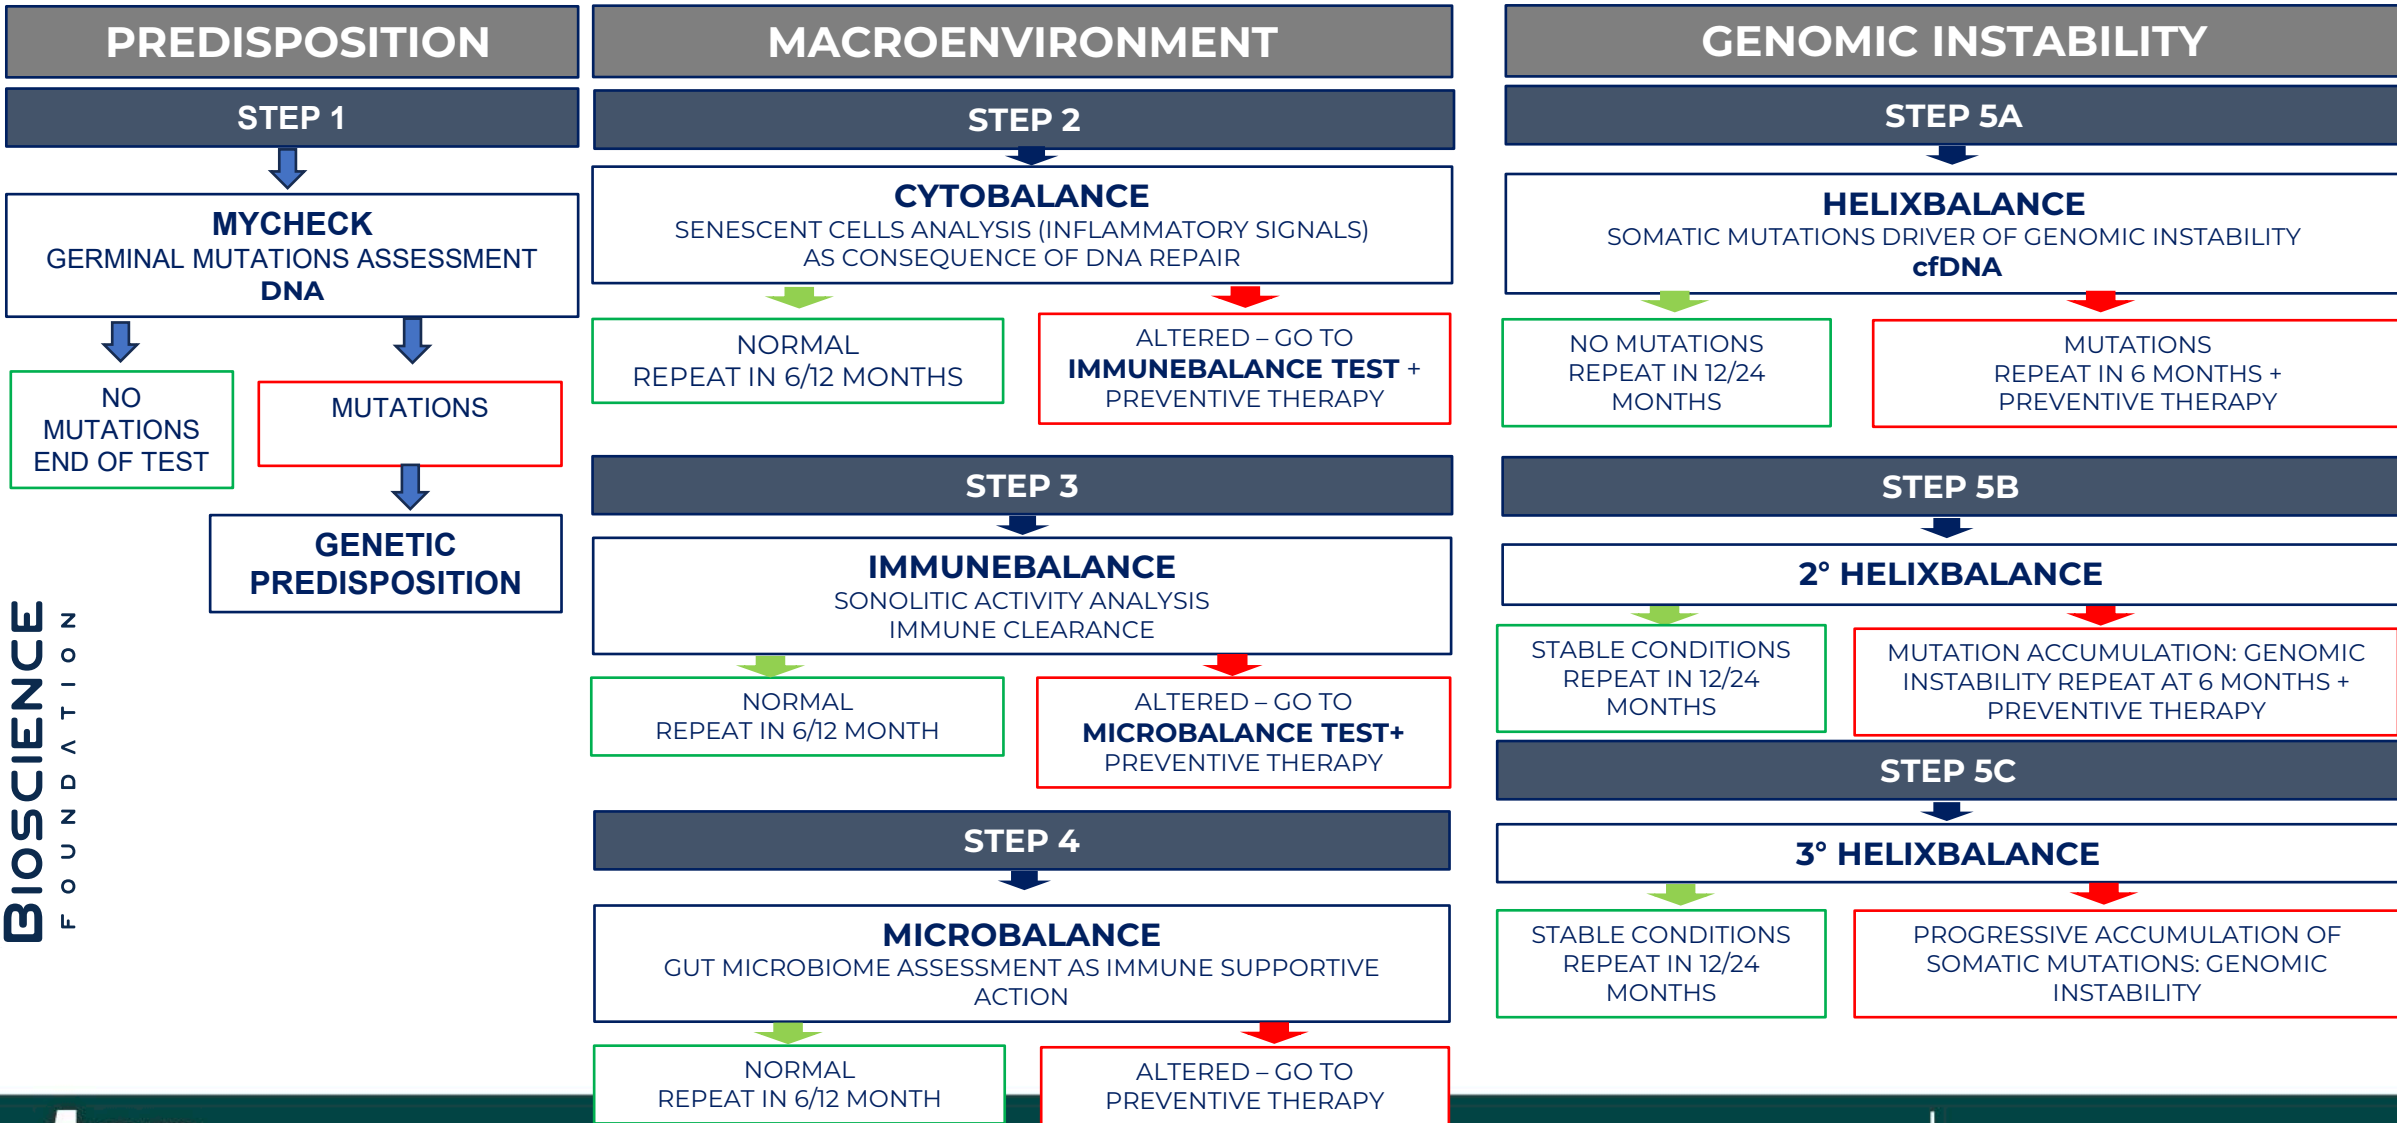 PREDISPOSITION
STEP 1
MYCHECK
GERMINAL MUTATIONS ASSESSMENT
DNA
NO
MUTATIONS
END OF TEST
MUTATIONS
GENETIC
PREDISPOSITION
BIOSCIENCE
FOUNDATION
MACROENVIRONMENT
STEP 2
CYTOBALANCE
SENESCENT CELLS ANALYSIS (INFLAMMATORY SIGNALS)
AS CONSEQUENCE OF DNA REPAIR
NORMAL
REPEAT IN 6/12 MONTHS
ALTERED – GO TO
IMMUNEBALANCE TEST +
PREVENTIVE THERAPY
STEP 3
IMMUNEBALANCE
SONOLITIC ACTIVITY ANALYSIS
IMMUNE CLEARANCE
NORMAL
REPEAT IN 6/12 MONTH
ALTERED – GO TO
MICROBALANCE TEST+
PREVENTIVE THERAPY
STEP 4
MICROBALANCE
GUT MICROBIOME ASSESSMENT AS IMMUNE SUPPORTIVE
ACTION
NORMAL
REPEAT IN 6/12 MONTH
ALTERED – GO TO
PREVENTIVE THERAPY
GENOMIC INSTABILITY
STEP 5A
HELIXBALANCE
SOMATIC MUTATIONS DRIVER OF GENOMIC INSTABILITY
cfDNA
NO MUTATIONS
REPEAT IN 12/24
MONTHS
MUTATIONS
REPEAT IN 6 MONTHS +
PREVENTIVE THERAPY
STEP 5B
2° HELIXBALANCE
STABLE CONDITIONS
REPEAT IN 12/24
MONTHS
MUTATION ACCUMULATION: GENOMIC
INSTABILITY REPEAT AT 6 MONTHS +
PREVENTIVE THERAPY
STEP 5C
3° HELIXBALANCE
STABLE CONDITIONS
REPEAT IN 12/24
MONTHS
PROGRESSIVE ACCUMULATION OF
SOMATIC MUTATIONS: GENOMIC
INSTABILITY